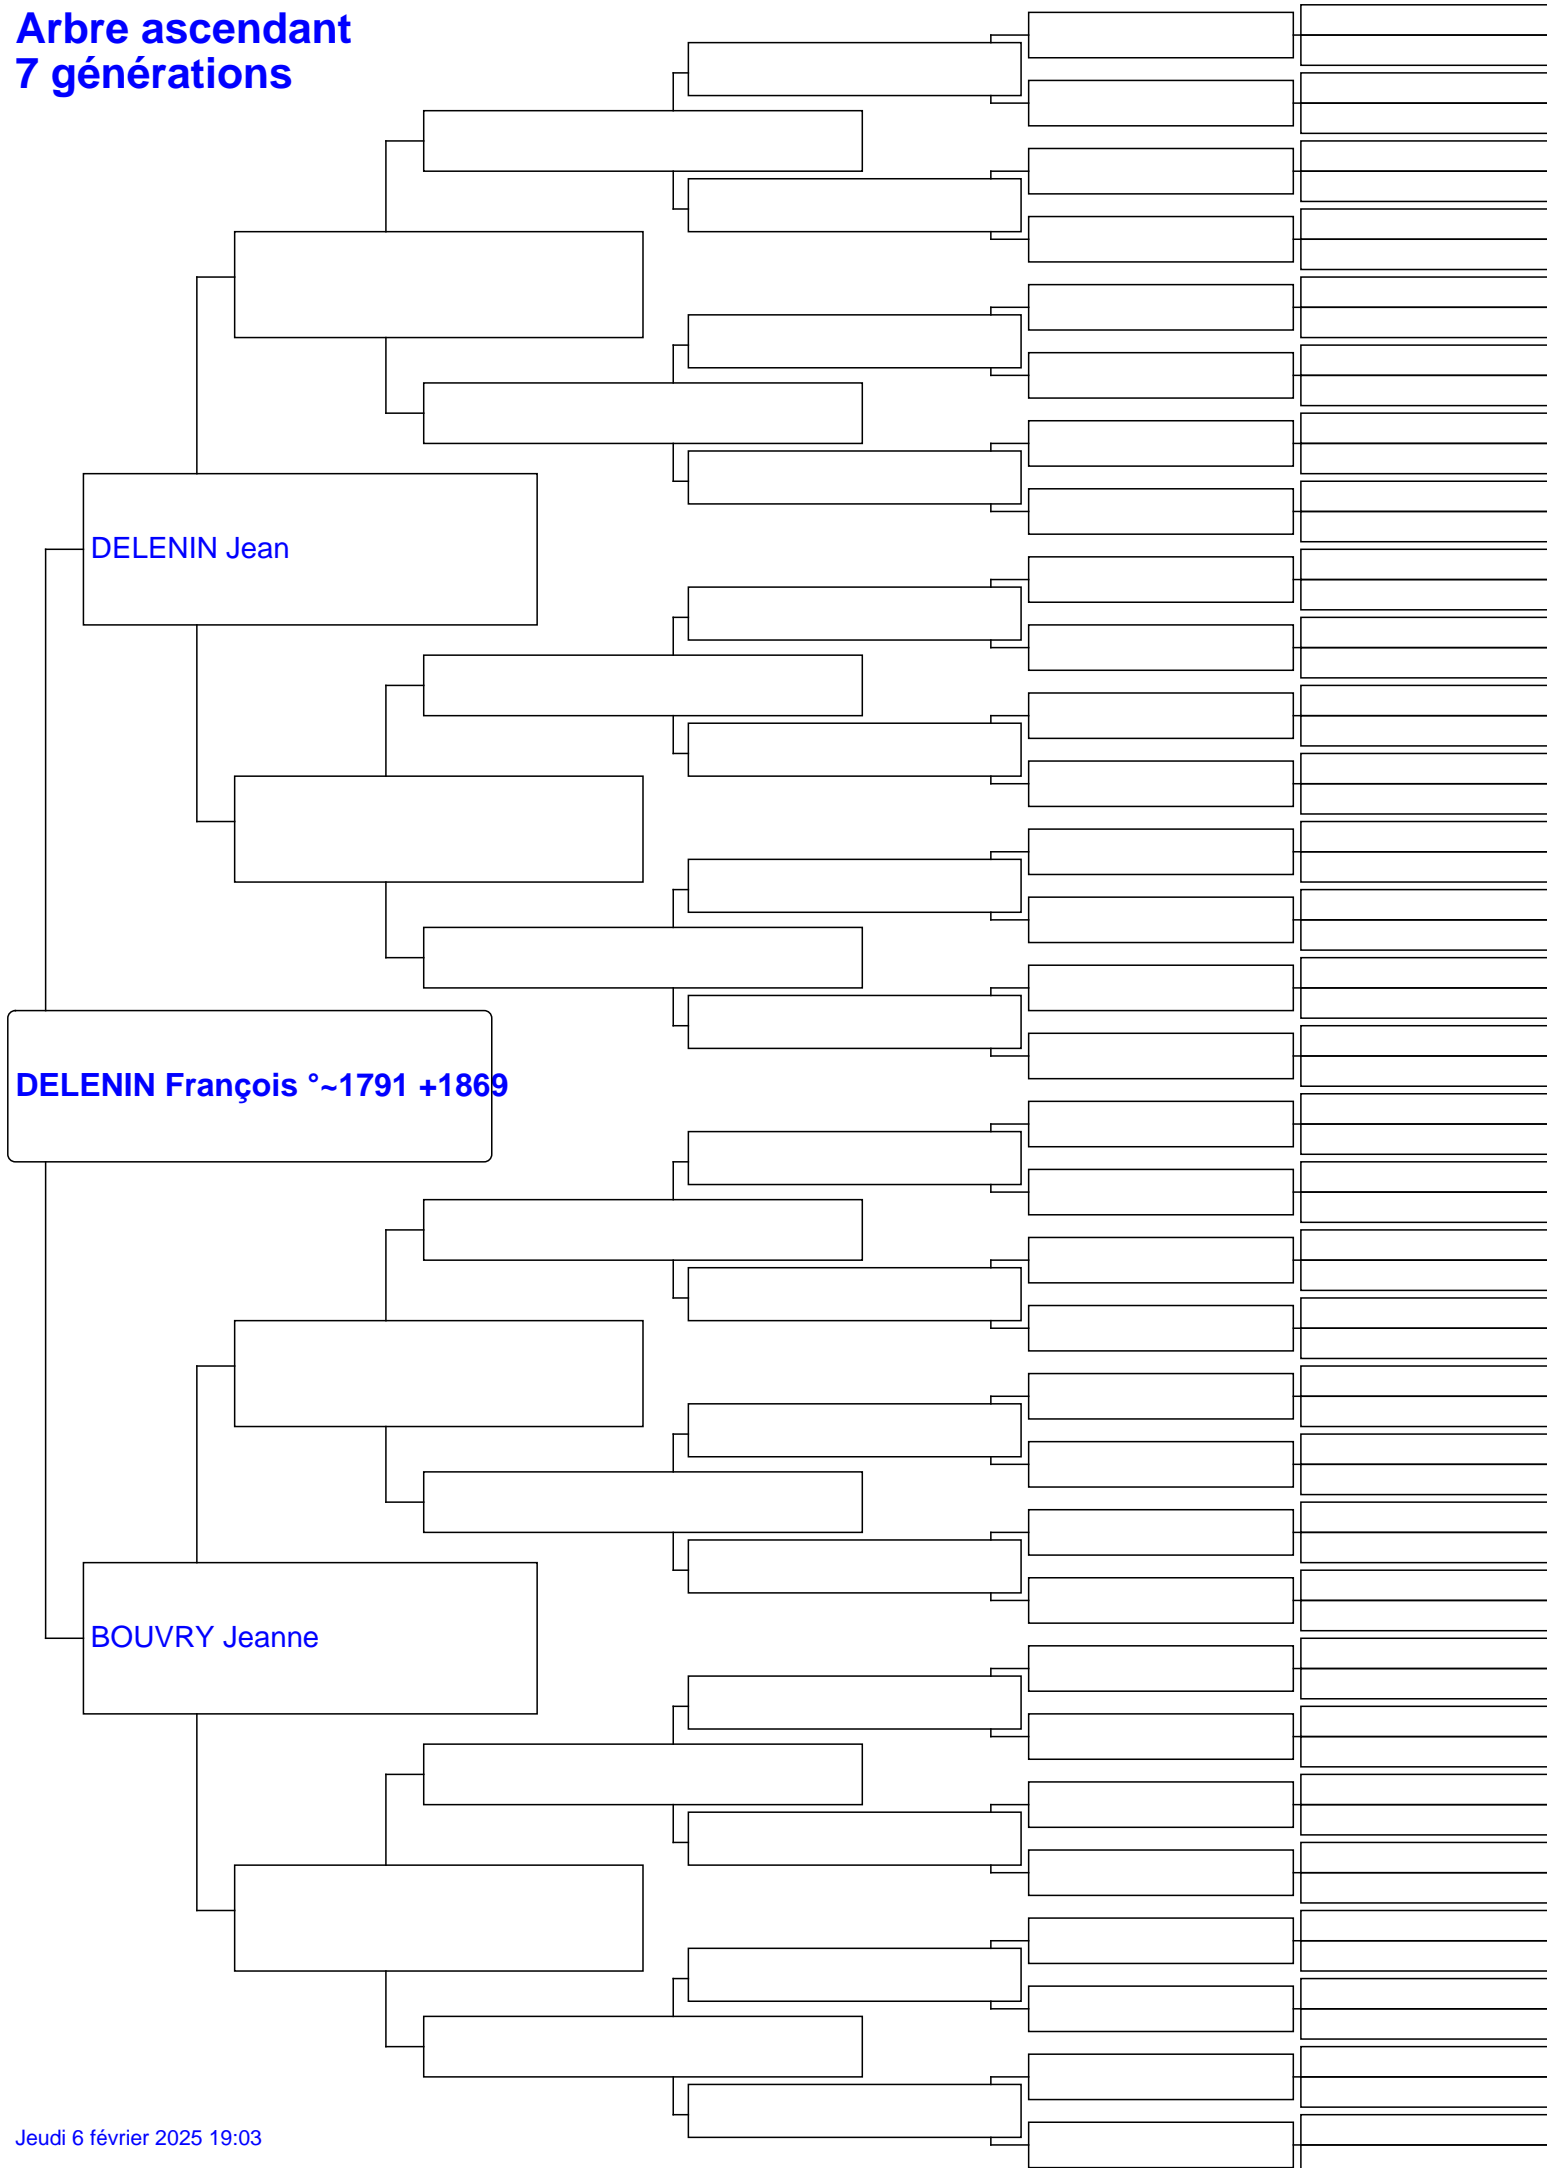 Arbre ascendant
7 générations
DELENIN Jean
DELENIN François °~1791 +1869
BOUVRY Jeanne
Jeudi 6 février 2025 19:03